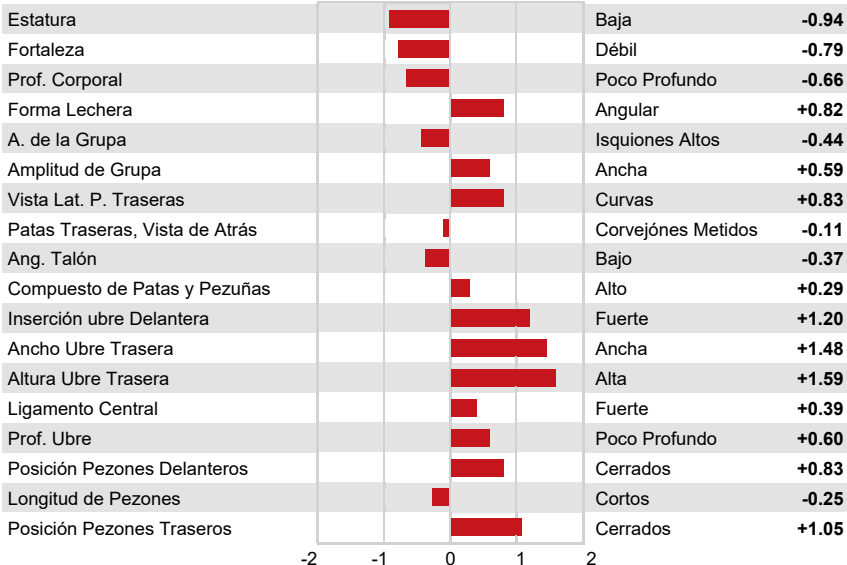 Estatura Baja -0.94
Fortaleza Débil -0.79
Prof. Corporal Poco Profundo -0.66
Forma Lechera Angular +0.82
A. de la Grupa Isquiones Altos -0.44
Amplitud de Grupa Ancha +0.59
Vista Lat. P. Traseras Curvas +0.83
Patas Traseras, Vista de Atrás Corvejónes Metidos -0.11
Ang. Talón Bajo -0.37
Compuesto de Patas y Pezuñas Alto +0.29
Inserción ubre Delantera Fuerte +1.20
Ancho Ubre Trasera Ancha +1.48
Altura Ubre Trasera Alta +1.59
Ligamento Central Fuerte +0.39
Prof. Ubre Poco Profundo +0.60
Posición Pezones Delanteros Cerrados +0.83
Longitud de Pezones Cortos -0.25
Posición Pezones Traseros Cerrados +1.05
-2 -1 0 1 2